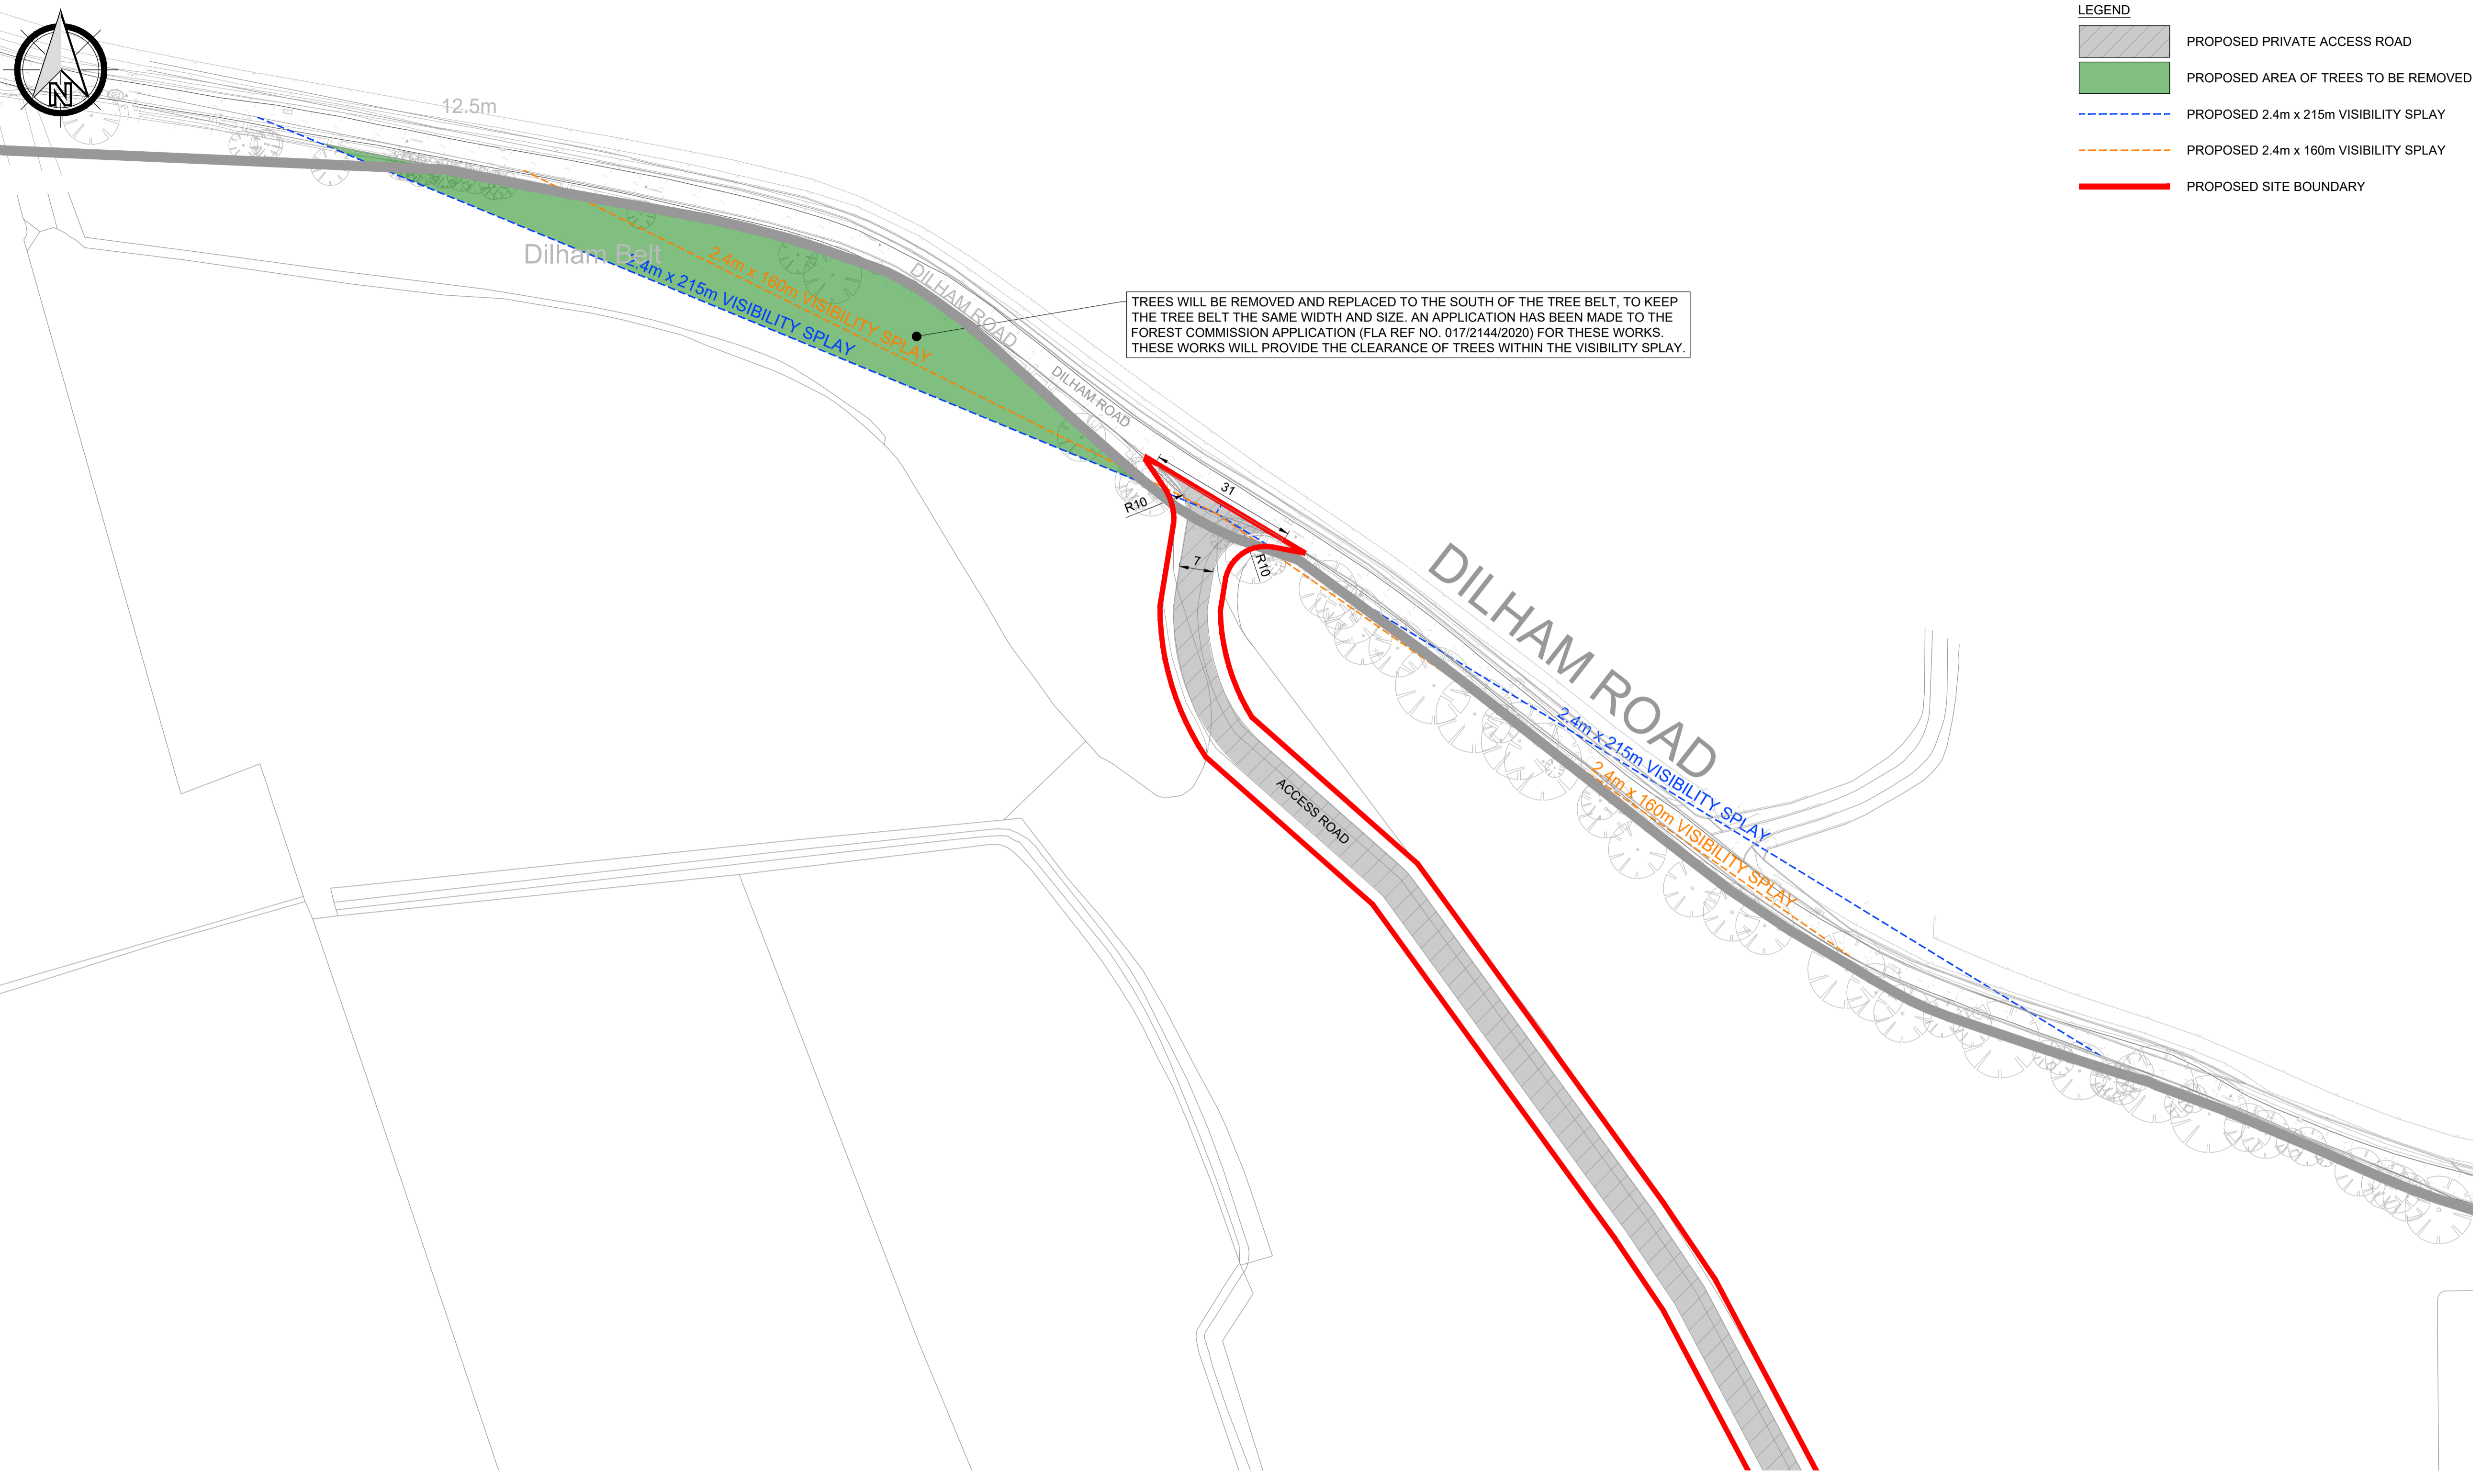 LEGEND
PROPOSED PRIVATE ACCESS ROAD
PROPOSED AREA OF TREES TO BE REMOVED
PROPOSED 2.4m x 215m VISIBILITY SPLAY
PROPOSED 2.4m x 160m VISIBILITY SPLAY
PROPOSED SITE BOUNDARY
N
12.5m
Dilham Belt
2.4m x 160m VISIBILITY SPLAY
2.4m x 215m VISIBILITY SPLAY
DILHAM ROAD
TREES WILL BE REMOVED AND REPLACED TO THE SOUTH OF THE TREE BELT, TO KEEP
THE TREE BELT THE SAME WIDTH AND SIZE. AN APPLICATION HAS BEEN MADE TO THE
FOREST COMMISSION APPLICATION (FLA REF NO. 017/2144/2020) FOR THESE WORKS.
THESE WORKS WILL PROVIDE THE CLEARANCE OF TREES WITHIN THE VISIBILITY SPLAY.
DILHAM ROAD
31
R10
7
R10
DILHAM ROAD
2.4m x 215m VISIBILITY SPLAY
2.4m x 160m VISIBILITY SPLAY
ACCESS ROAD